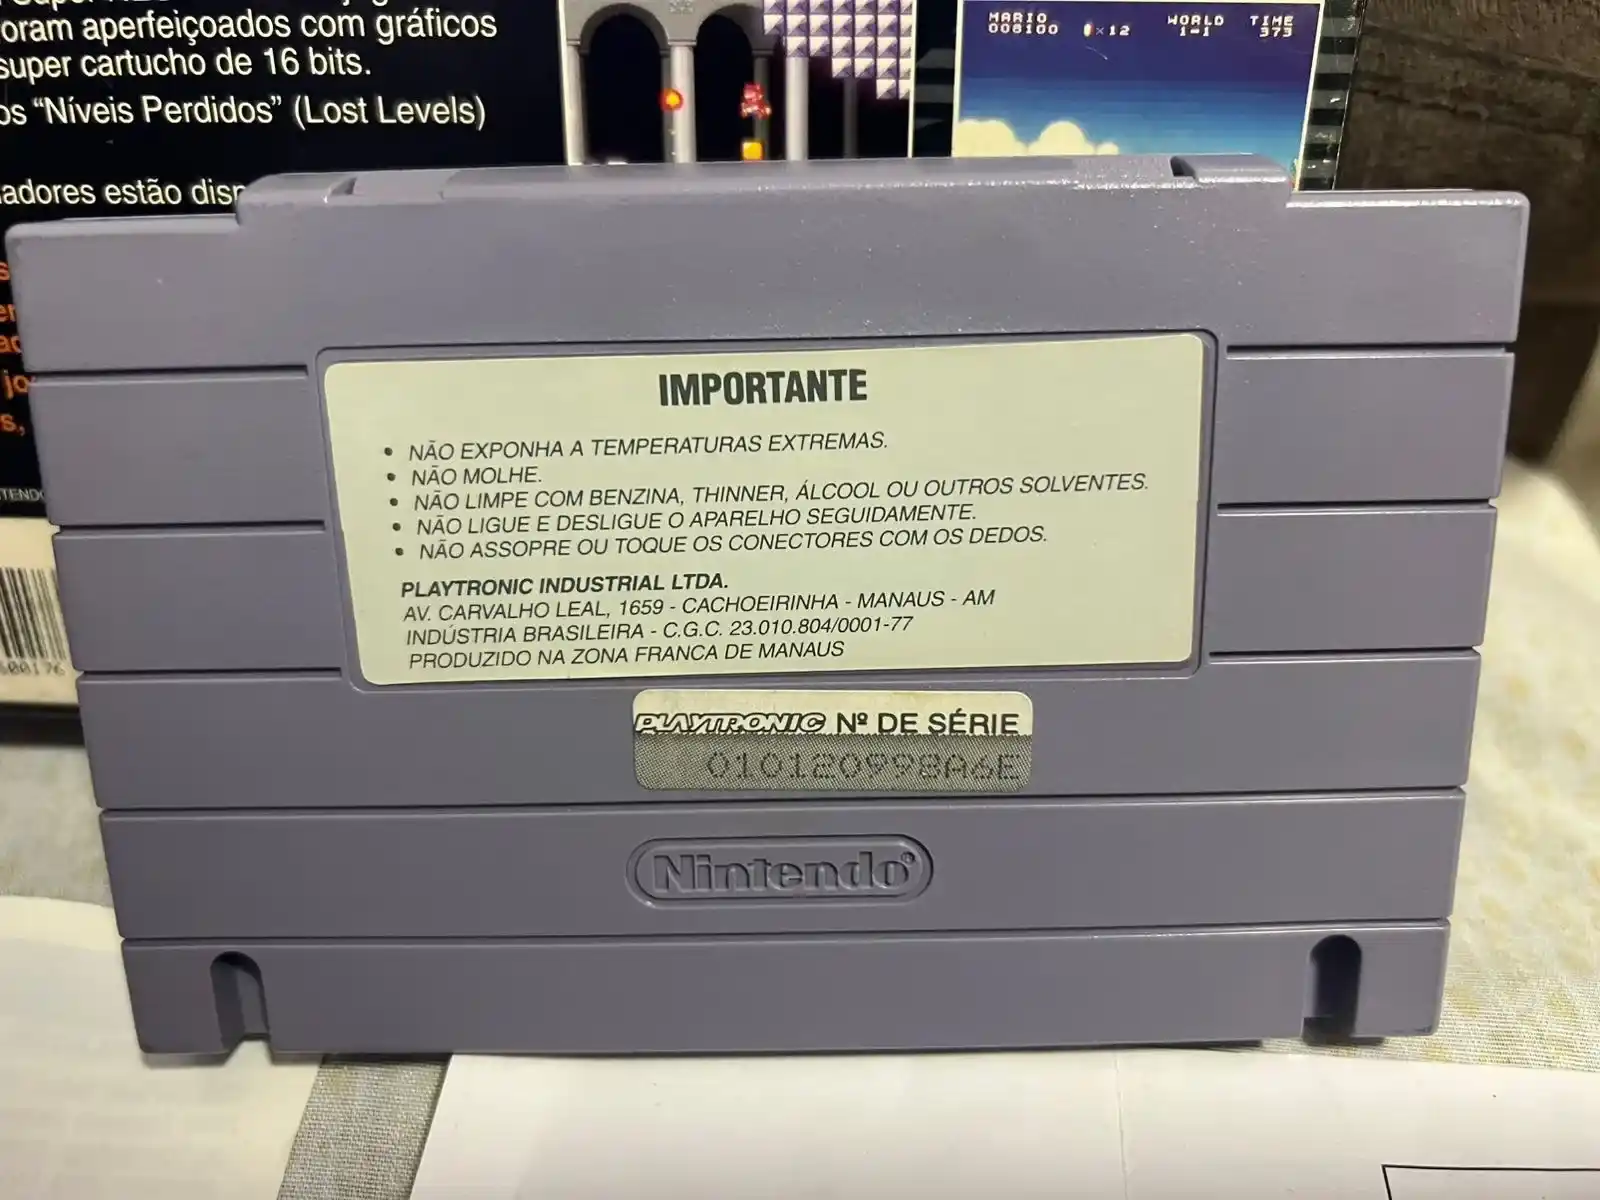 oram aperfeiçoados com gráficos
super cartucho de 16 bits.
os “Níveis Perdidos” (Lost Levels)
adores estão disp
MARIO WORLD TIME
008100 ×12 1-1 373
IMPORTANTE
• NÃO EXPONHA A TEMPERATURAS EXTREMAS.
• NÃO MOLHE.
• NÃO LIMPE COM BENZINA, THINNER, ÁLCOOL OU OUTROS SOLVENTES.
• NÃO LIGUE E DESLIGUE O APARELHO SEGUIDAMENTE.
• NÃO ASSOPRE OU TOQUE OS CONECTORES COM OS DEDOS.
PLAYTRONIC INDUSTRIAL LTDA.
AV. CARVALHO LEAL, 1659 - CACHOEIRINHA - MANAUS - AM
INDÚSTRIA BRASILEIRA - C.G.C. 23.010.804/0001-77
PRODUZIDO NA ZONA FRANCA DE MANAUS
PLAYTRONIC Nº DE SÉRIE
010120998A6E
Nintendo®